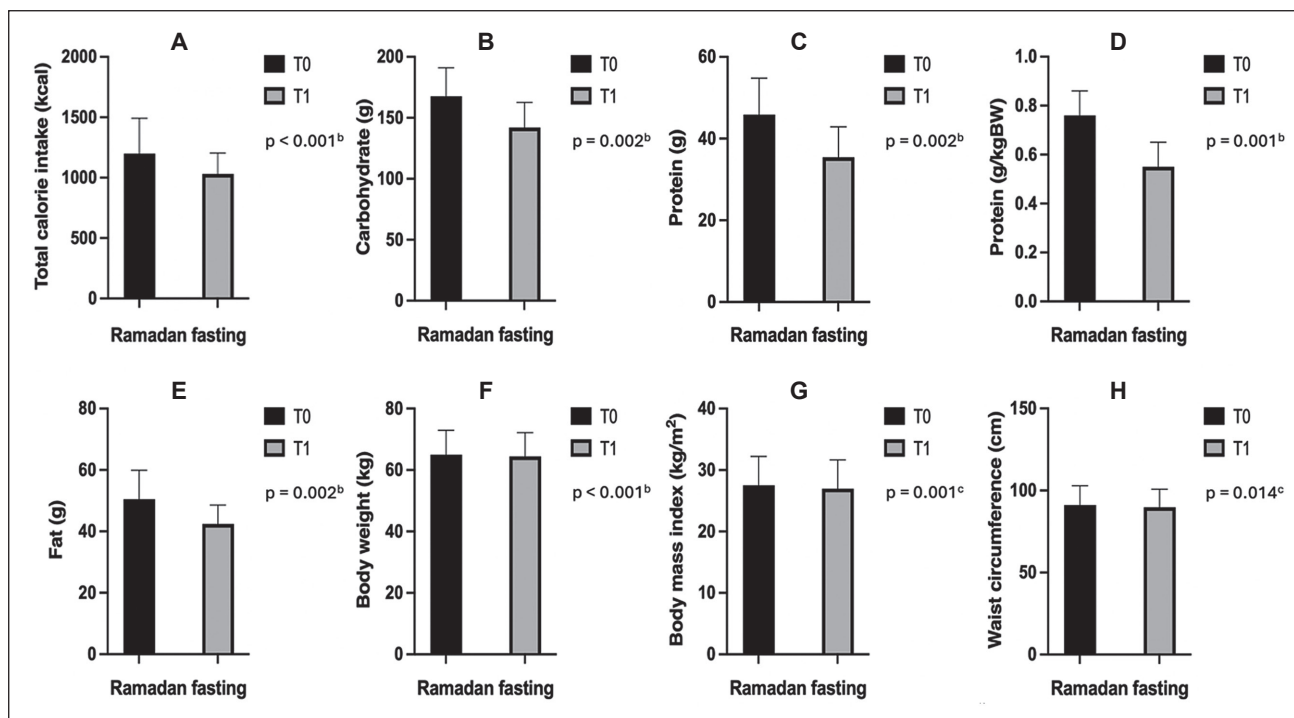 A
Total calorie intake (kcal)
2000
1500
1000
500
0
T0
T1
p < 0.001ᵇ
Ramadan fasting
B
Carbohydrate (g)
200
150
100
50
0
T0
T1
p = 0.002ᵇ
Ramadan fasting
C
Protein (g)
60
40
20
0
T0
T1
p = 0.002ᵇ
Ramadan fasting
D
Protein (g/kgBW)
1.0
0.8
0.6
0.4
0.2
0.0
T0
T1
p = 0.001ᵇ
Ramadan fasting
E
Fat (g)
80
60
40
20
0
T0
T1
p = 0.002ᵇ
Ramadan fasting
F
Body weight (kg)
80
60
40
20
0
T0
T1
p < 0.001ᵇ
Ramadan fasting
G
Body mass index (kg/m²)
40
30
20
10
0
T0
T1
p = 0.001ᶜ
Ramadan fasting
H
Waist circumference (cm)
150
100
50
0
T0
T1
p = 0.014ᶜ
Ramadan fasting